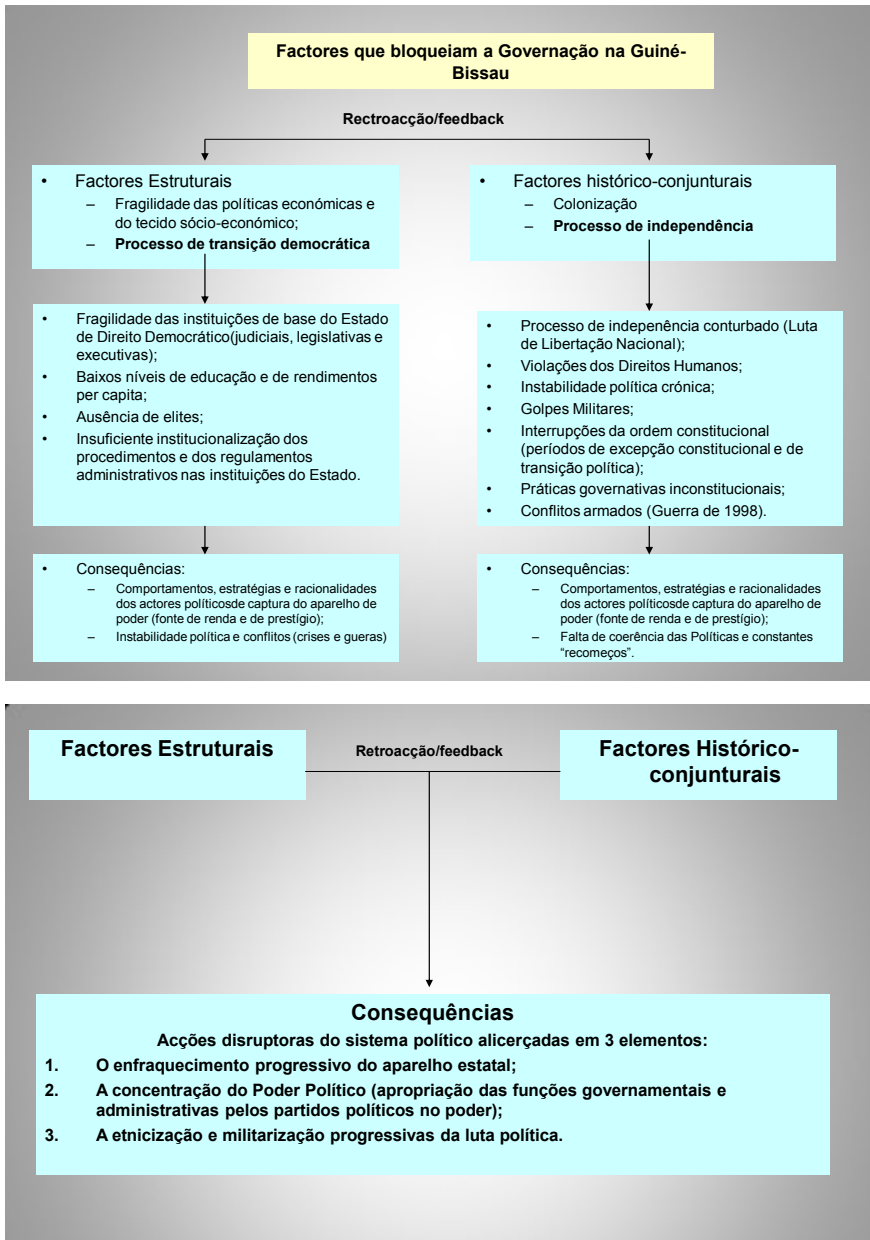 Factores que bloqueiam a Governação na Guiné-
Bissau
Rectroacção/feedback
• Factores Estruturais
– Fragilidade das políticas económicas e
do tecido sócio-económico;
– Processo de transição democrática
• Factores histórico-conjunturais
– Colonização
– Processo de independência
• Fragilidade das instituições de base do Estado
de Direito Democrático(judiciais, legislativas e
executivas);
• Baixos níveis de educação e de rendimentos
per capita;
• Ausência de elites;
• Insuficiente institucionalização dos
procedimentos e dos regulamentos
administrativos nas instituições do Estado.
• Processo de indepenência conturbado (Luta
de Libertação Nacional);
• Violações dos Direitos Humanos;
• Instabilidade política crónica;
• Golpes Militares;
• Interrupções da ordem constitucional
(períodos de excepção constitucional e de
transição política);
• Práticas governativas inconstitucionais;
• Conflitos armados (Guerra de 1998).
• Consequências:
– Comportamentos, estratégias e racionalidades
dos actores políticosde captura do aparelho de
poder (fonte de renda e de prestígio);
– Instabilidade política e conflitos (crises e gueras)
• Consequências:
– Comportamentos, estratégias e racionalidades
dos actores políticosde captura do aparelho de
poder (fonte de renda e de prestígio);
– Falta de coerência das Políticas e constantes
“recomeços”.
Factores Estruturais
Retroacção/feedback
Factores Histórico-
conjunturais
Consequências
Acções disruptoras do sistema político alicerçadas em 3 elementos:
1. O enfraquecimento progressivo do aparelho estatal;
2. A concentração do Poder Político (apropriação das funções governamentais e
administrativas pelos partidos políticos no poder);
3. A etnicização e militarização progressivas da luta política.